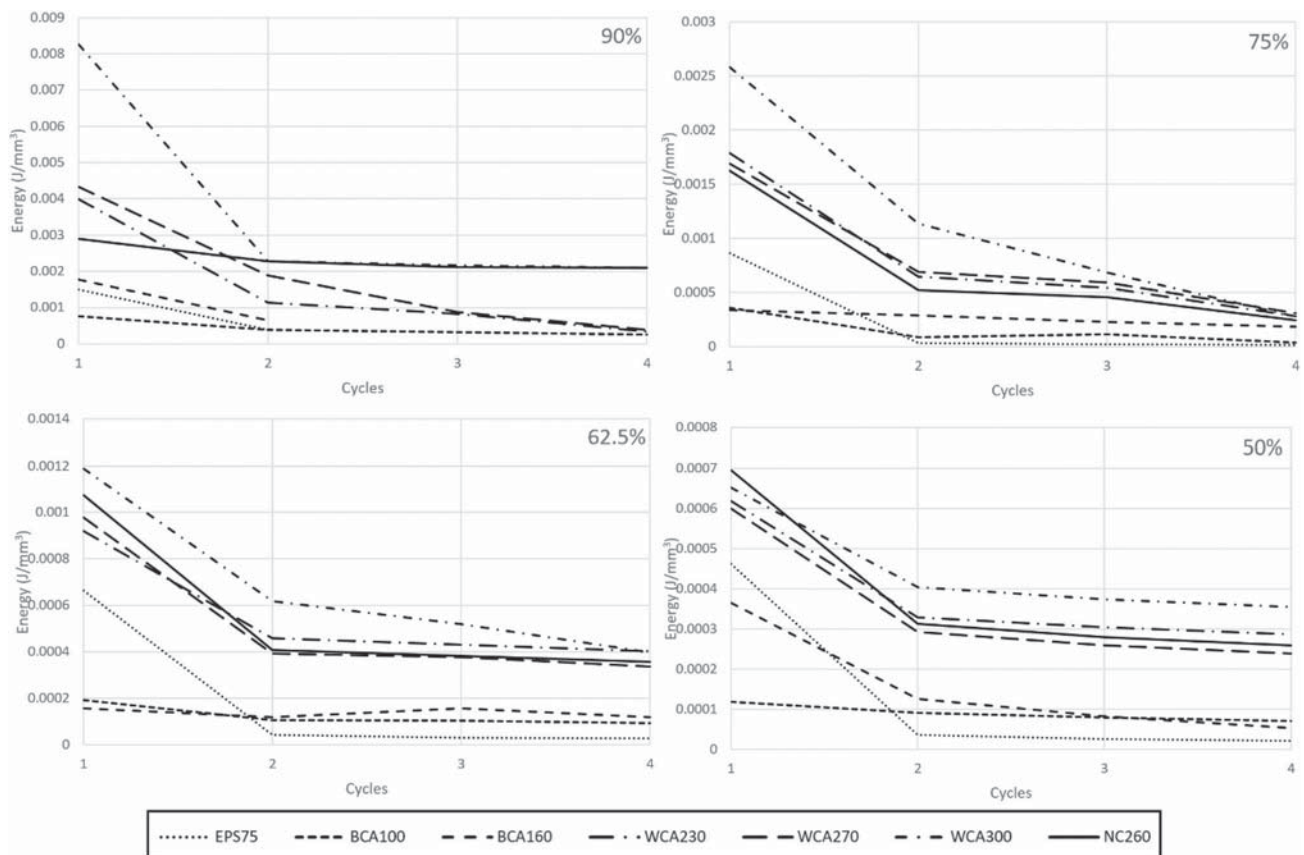 90%
0.009
0.008
0.007
0.006
0.005
0.004
0.003
0.002
0.001
0
Energy (J/mm³)
1 2 3 4
Cycles
75%
0.003
0.0025
0.002
0.0015
0.001
0.0005
0
Energy (J/mm³)
1 2 3 4
Cycles
62.5%
0.0014
0.0012
0.001
0.0008
0.0006
0.0004
0.0002
0
Energy (J/mm³)
1 2 3 4
Cycles
50%
0.0008
0.0007
0.0006
0.0005
0.0004
0.0003
0.0002
0.0001
0
Energy (J/mm³)
1 2 3 4
Cycles
EPS75 BCA100 BCA160 WCA230 WCA270 WCA300 NC260